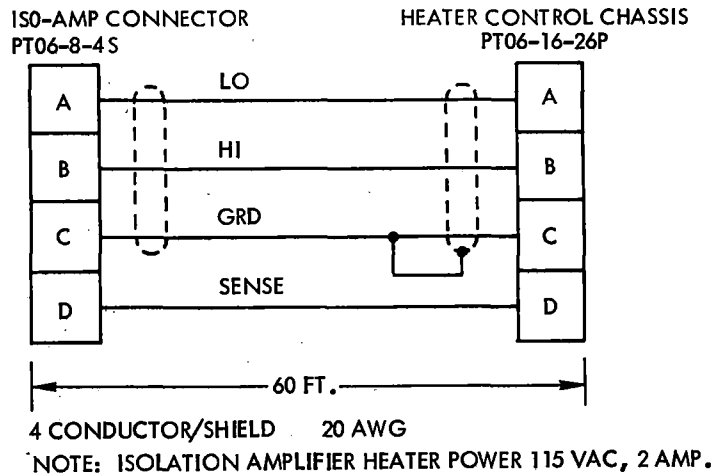 ISO-AMP CONNECTOR
PT06-8-4S
HEATER CONTROL CHASSIS
PT06-16-26P
A LO A
B HI B
C GRD C
D SENSE D
60 FT.
4 CONDUCTOR/SHIELD 20 AWG
NOTE: ISOLATION AMPLIFIER HEATER POWER 115 VAC, 2 AMP.